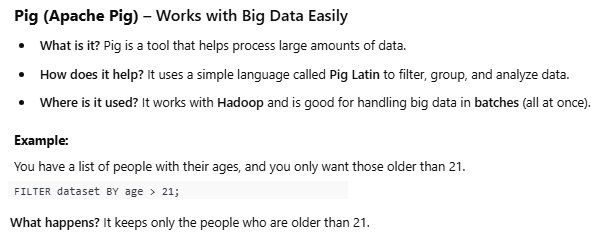 Pig (Apache Pig) – Works with Big Data Easily
• What is it? Pig is a tool that helps process large amounts of data.
• How does it help? It uses a simple language called Pig Latin to filter, group, and analyze data.
• Where is it used? It works with Hadoop and is good for handling big data in batches (all at once).
Example:
You have a list of people with their ages, and you only want those older than 21.
FILTER dataset BY age > 21;
What happens? It keeps only the people who are older than 21.